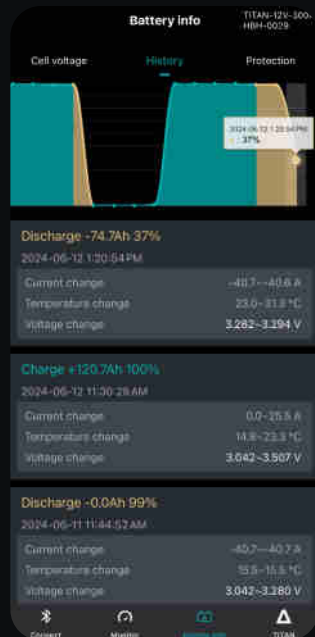 Battery info
TITAN-12V-300-
HBH-0029
Cell voltage
History
Protection
2024-06-12 1:20:54 PM
37%
Discharge -74.7Ah 37%
2024-06-12 1:20:54 PM
Current change -40.7~-40.6 A
Temperature change 23.0~31.3 °C
Voltage change 3.282~3.294 V
Charge +120.7Ah 100%
2024-06-12 11:30:28 AM
Current change 0.0~25.5 A
Temperature change 14.8~23.3 °C
Voltage change 3.042~3.507 V
Discharge -0.0Ah 99%
2024-06-11 11:44:52 AM
Current change -40.7~-40.7 A
Temperature change 15.5~15.5 °C
Voltage change 3.042~3.280 V
Connect
TITAN